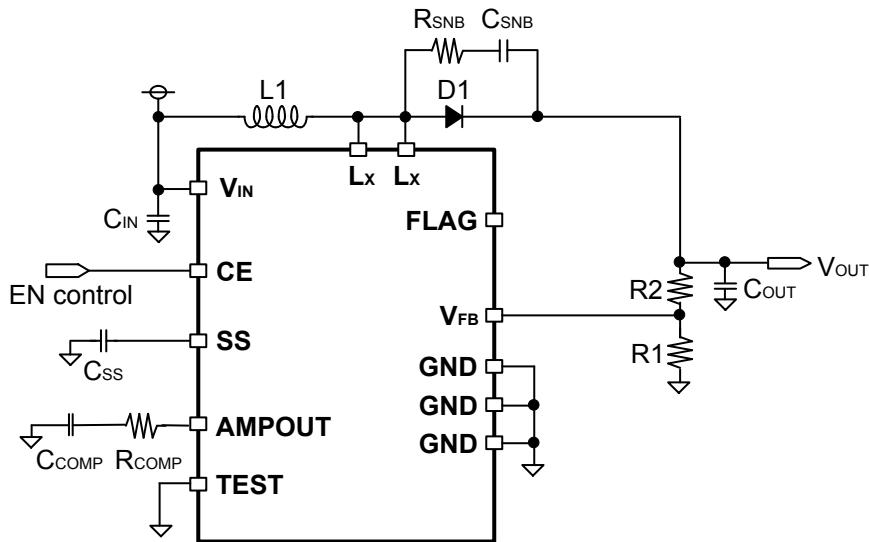 RSNB CSNB
L1 D1
LX LX
VIN
CIN
FLAG
CE
EN control
VOUT
R2 COUT
VFB
SS
CSS
R1
GND
GND
AMPOUT
GND
CCOMP RCOMP
TEST